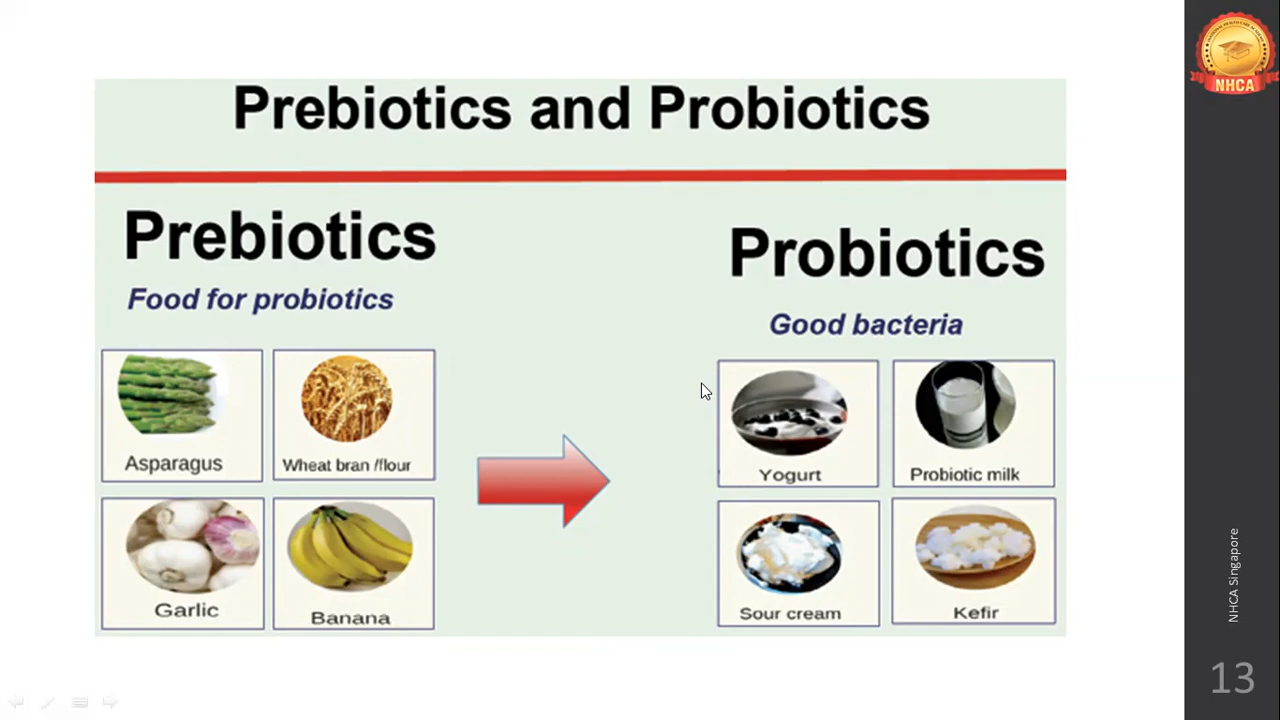 Prebiotics and Probiotics
Prebiotics
Food for probiotics
Asparagus
Wheat bran /flour
Garlic
Banana
Probiotics
Good bacteria
Yogurt
Probiotic milk
Sour cream
Kefir
NHCA
NHCA Singapore
13